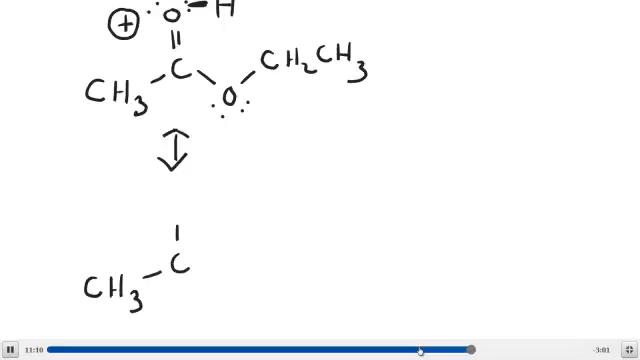 ⊕ :O: – H
||
CH3 – C – O – CH2CH3
↕
|
CH3 – C
11:10 -3:01